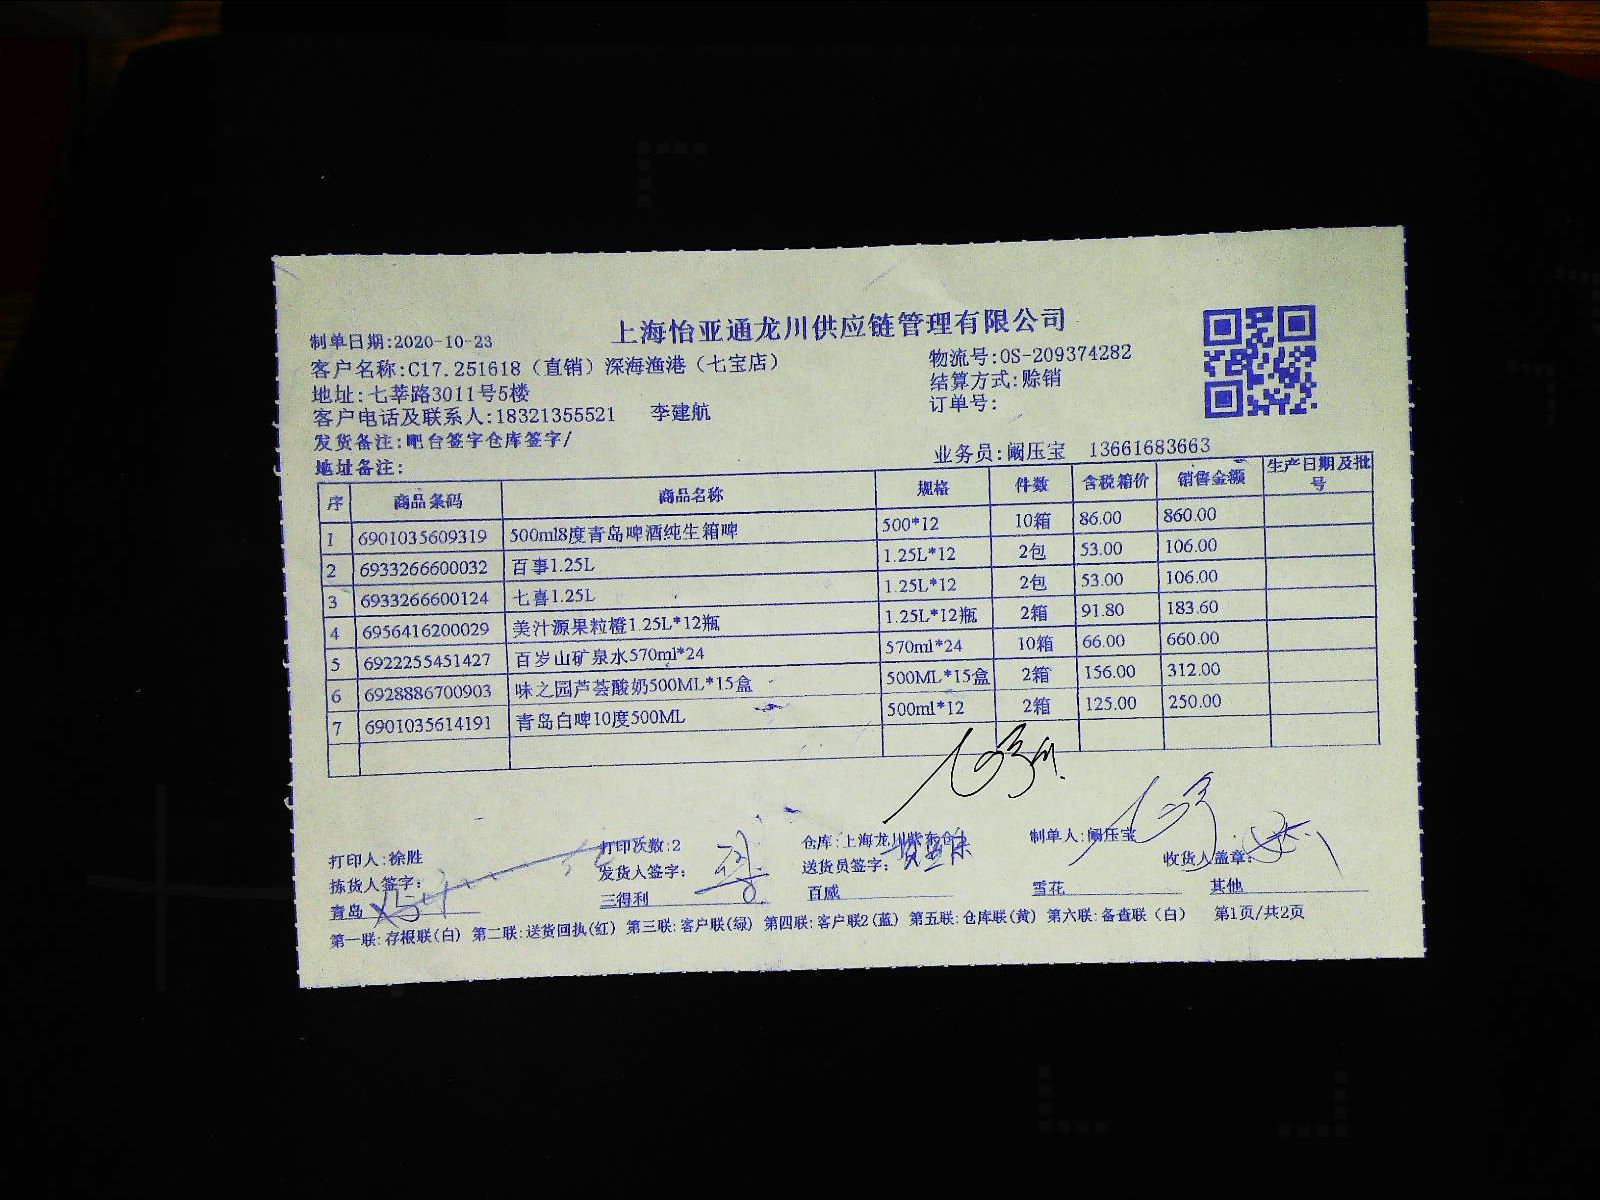 上海怡亚通龙川供应链管理有限公司
制单日期:2020-10-23
客户名称:C17.251618（直销）深海渔港（七宝店） 物流号:OS-209374282
地址:七莘路3011号5楼 结算方式:赊销
客户电话及联系人:18321355521 李建航 订单号:
发货备注:吧台签字仓库签字/
地址备注: 业务员:阚压宝 13661683663
序 商品条码 商品名称 规格 件数 含税箱价 销售金额 生产日期及批号
1 6901035609319 500ml8度青岛啤酒纯生箱啤 500*12 10箱 86.00 860.00
2 6933266600032 百事1.25L 1.25L*12 2包 53.00 106.00
3 6933266600124 七喜1.25L 1.25L*12 2包 53.00 106.00
4 6956416200029 美汁源果粒橙1.25L*12瓶 1.25L*12瓶 2箱 91.80 183.60
5 6922255451427 百岁山矿泉水570ml*24 570ml*24 10箱 66.00 660.00
6 6928886700903 味之园芦荟酸奶500ML*15盒 500ML*15盒 2箱 156.00 312.00
7 6901035614191 青岛白啤10度500ML 500ml*12 2箱 125.00 250.00
打印人:徐胜 打印次数:2 仓库:上海龙川紫东仓 制单人:阚压宝
拣货人签字: 发货人签字: 送货员签字: 收货人盖章:
青岛 三得利 百威 雪花 其他
第一联:存根联(白) 第二联:送货回执(红) 第三联:客户联(绿) 第四联:客户联2(蓝) 第五联:仓库联(黄) 第六联:备查联（白） 第1页/共2页